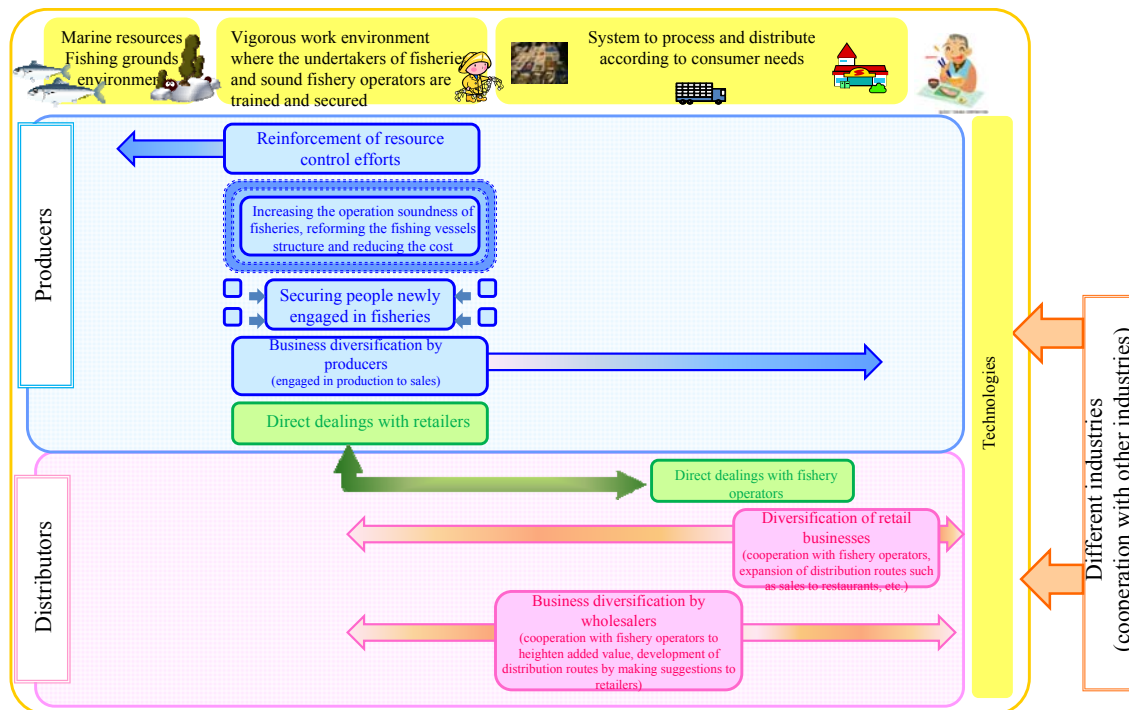 Marine resources
Fishing grounds
environment
Vigorous work environment
where the undertakers of fisheries
and sound fishery operators are
trained and secured
System to process and distribute
according to consumer needs
Producers
Reinforcement of resource
control efforts
Increasing the operation soundness of
fisheries, reforming the fishing vessels
structure and reducing the cost
Securing people newly
engaged in fisheries
Business diversification by
producers
(engaged in production to sales)
Direct dealings with retailers
Distributors
Direct dealings with fishery
operators
Diversification of retail
businesses
(cooperation with fishery operators,
expansion of distribution routes such
as sales to restaurants, etc.)
Business diversification by
wholesalers
(cooperation with fishery operators to
heighten added value, development of
distribution routes by making suggestions to
retailers)
Technologies
Different industries
(cooperation with other industries)